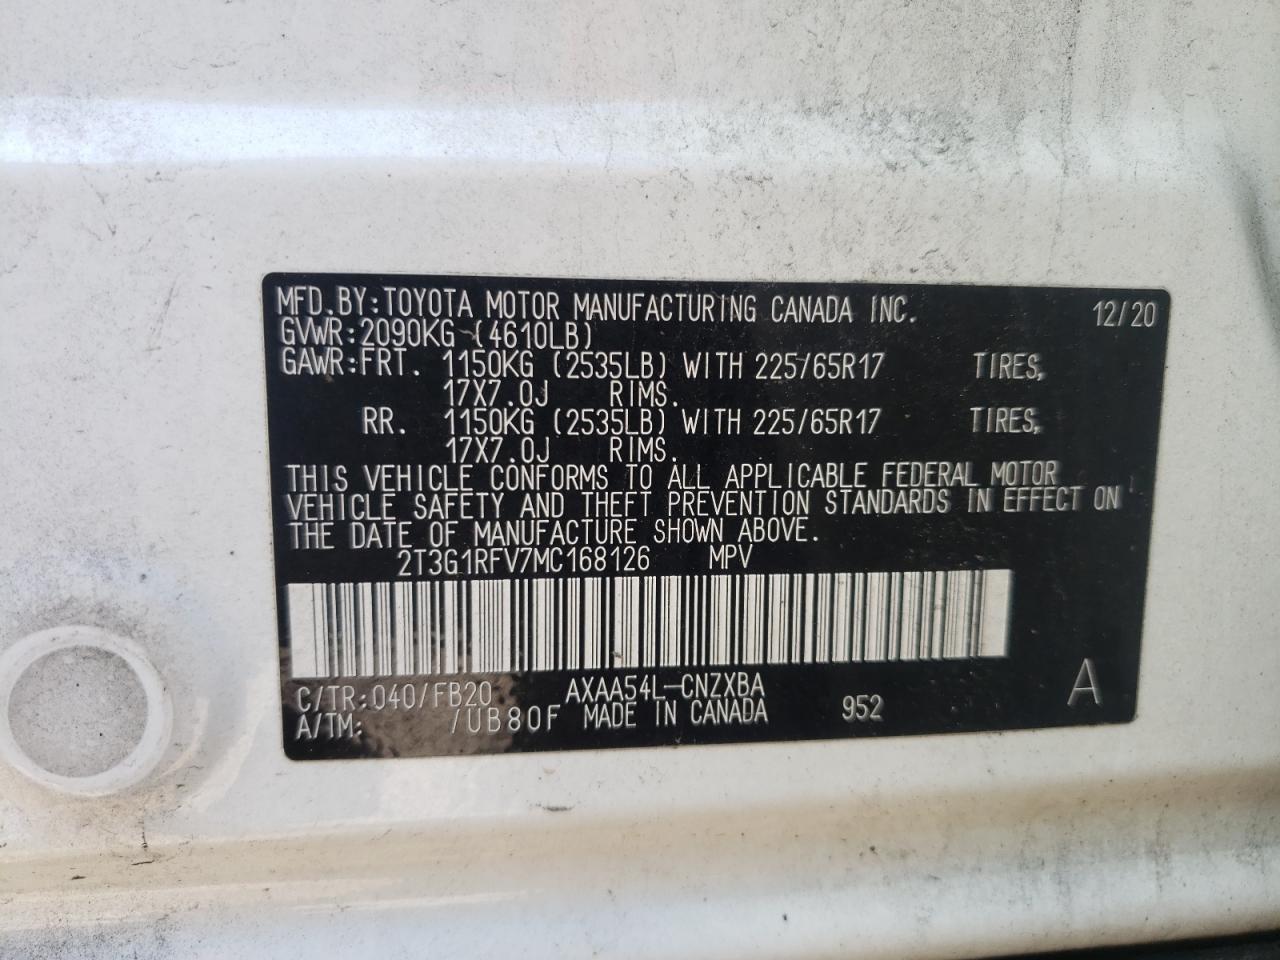 MFD.BY:TOYOTA MOTOR MANUFACTURING CANADA INC. 12/20
GVWR:2090KG (4610LB)
GAWR:FRT. 1150KG (2535LB) WITH 225/65R17 TIRES,
17X7.0J RIMS.
RR. 1150KG (2535LB) WITH 225/65R17 TIRES,
17X7.0J RIMS.
THIS VEHICLE CONFORMS TO ALL APPLICABLE FEDERAL MOTOR
VEHICLE SAFETY AND THEFT PREVENTION STANDARDS IN EFFECT ON
THE DATE OF MANUFACTURE SHOWN ABOVE.
2T3G1RFV7MC168126 MPV
C/TR:040/FB20 AXAA54L-CNZXBA A
A/TM: /UB80F MADE IN CANADA 952